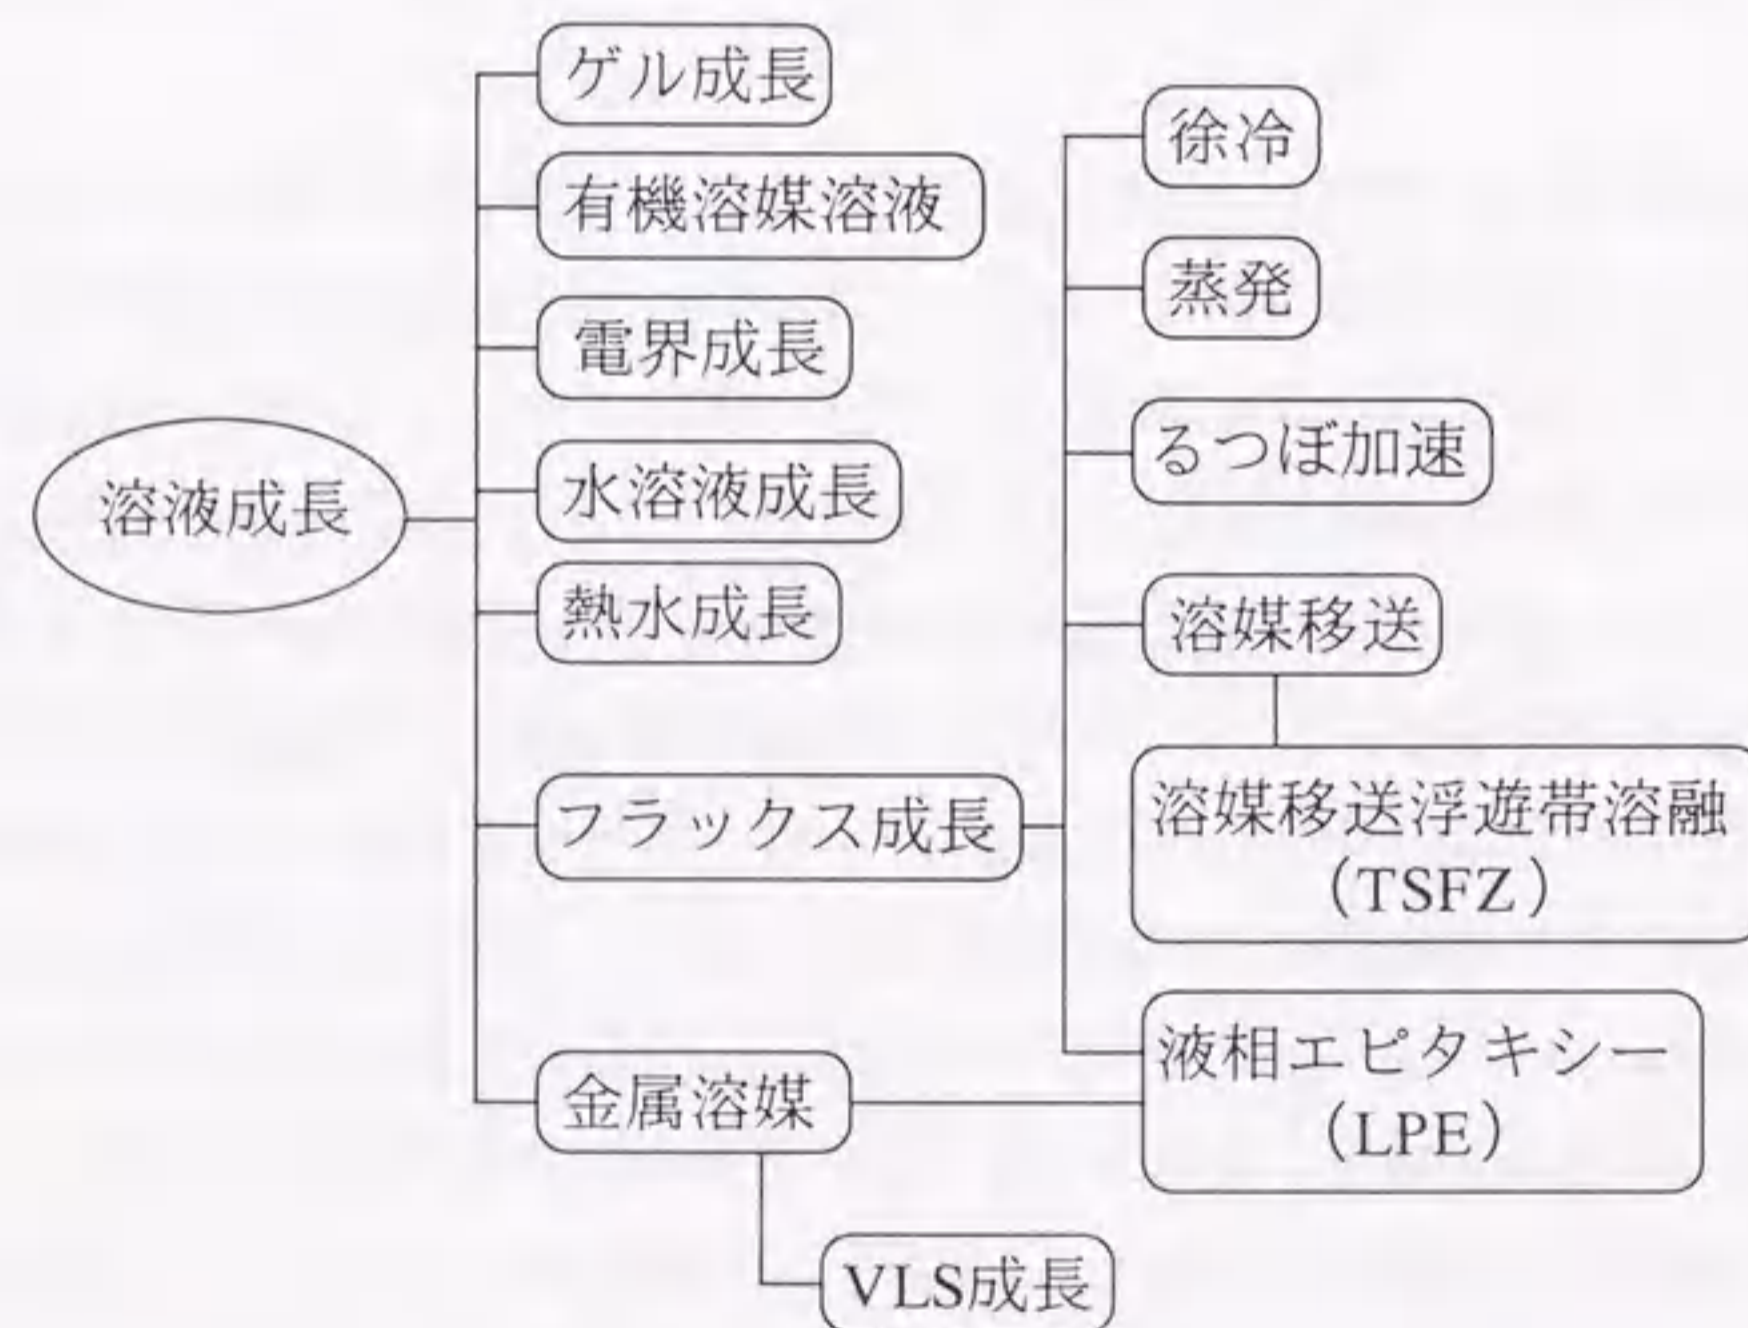 溶液成長
ゲル成長
有機溶媒溶液
電界成長
水溶液成長
熱水成長
フラックス成長
金属溶媒
VLS成長
徐冷
蒸発
るつぼ加速
溶媒移送
溶媒移送浮遊帯溶融
（TSFZ）
液相エピタキシー
（LPE）